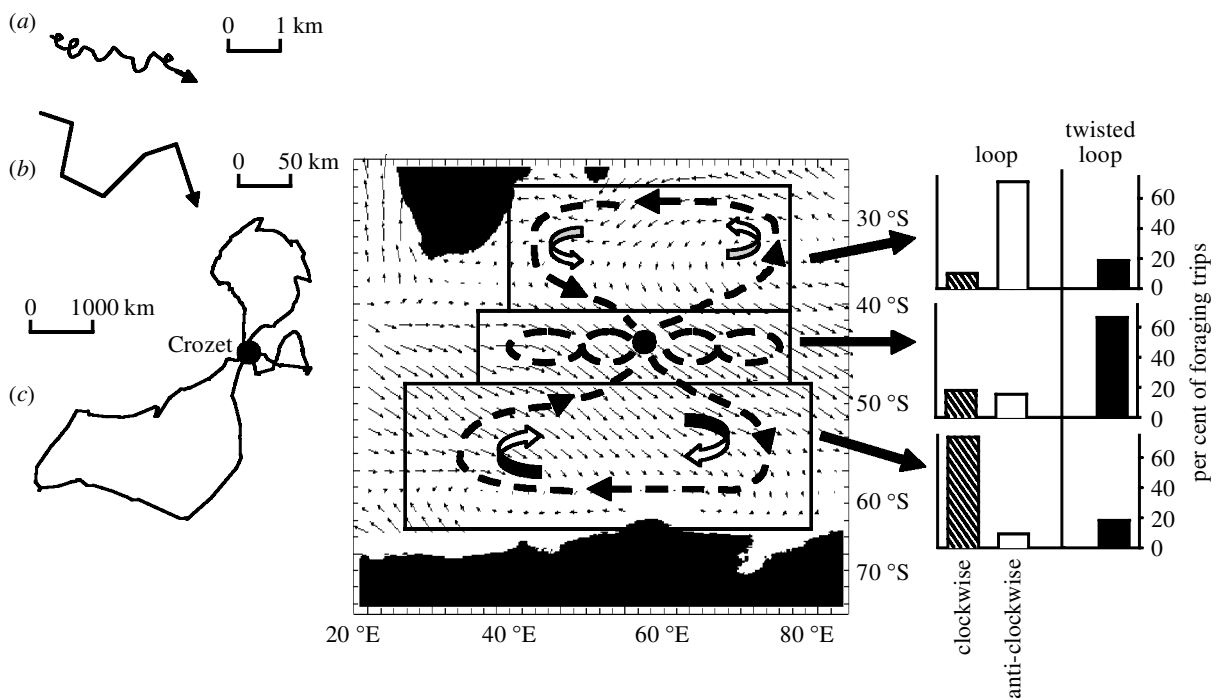 (a)
0 1 km
(b)
0 50 km
0 1000 km
Crozet
(c)
30 °S
40 °S
50 °S
60 °S
70 °S
20 °E 40 °E 60 °E 80 °E
loop
twisted
loop
60
40
20
0
60
40
20
0
60
40
20
0
per cent of foraging trips
clockwise
anti-clockwise